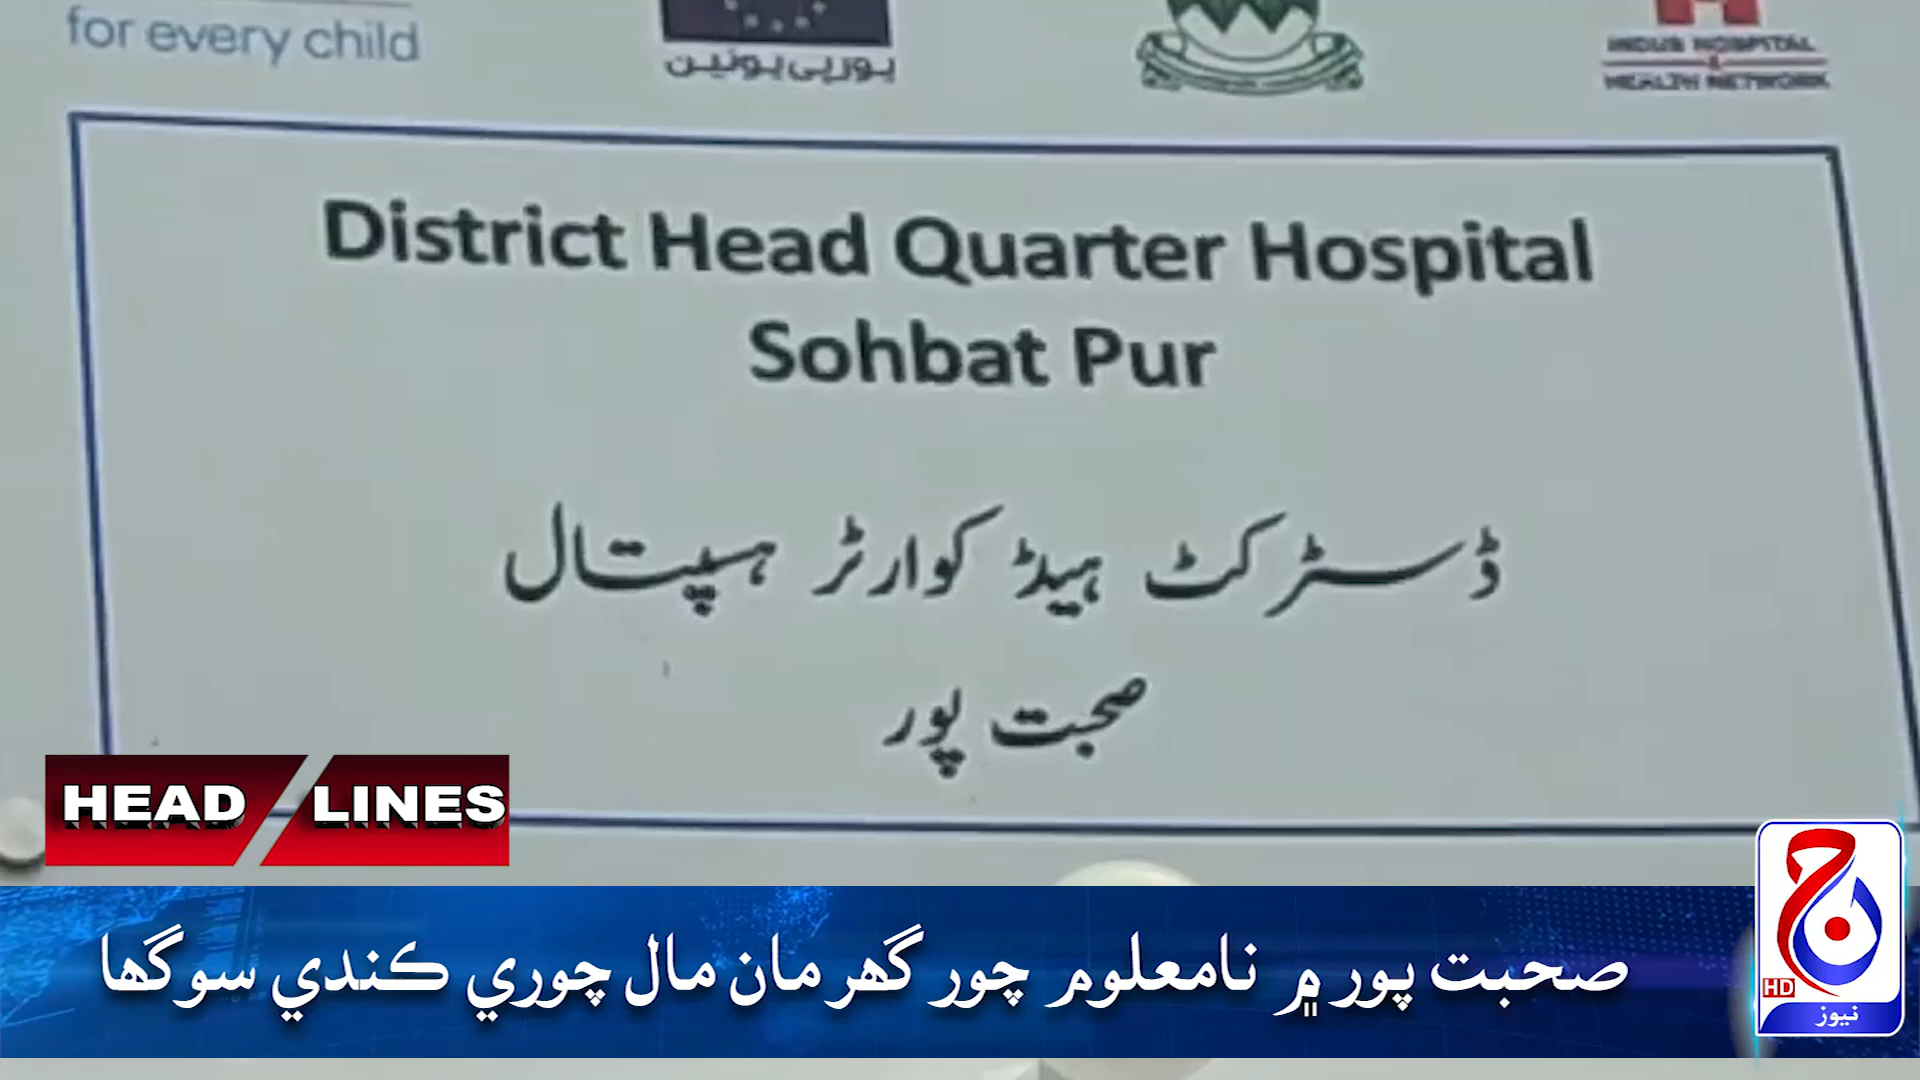 for every child
یورپی یونین
INDUS HOSPITAL
&
HEALTH NETWORK
District Head Quarter Hospital
Sohbat Pur
ڈسٹرکٹ ہیڈ کوارٹر ہسپتال
صحبت پور
HEAD LINES
صحبت پور ۾ نامعلوم چور گھر مان مال چوري ڪندي سوگھا
HD
نیوز